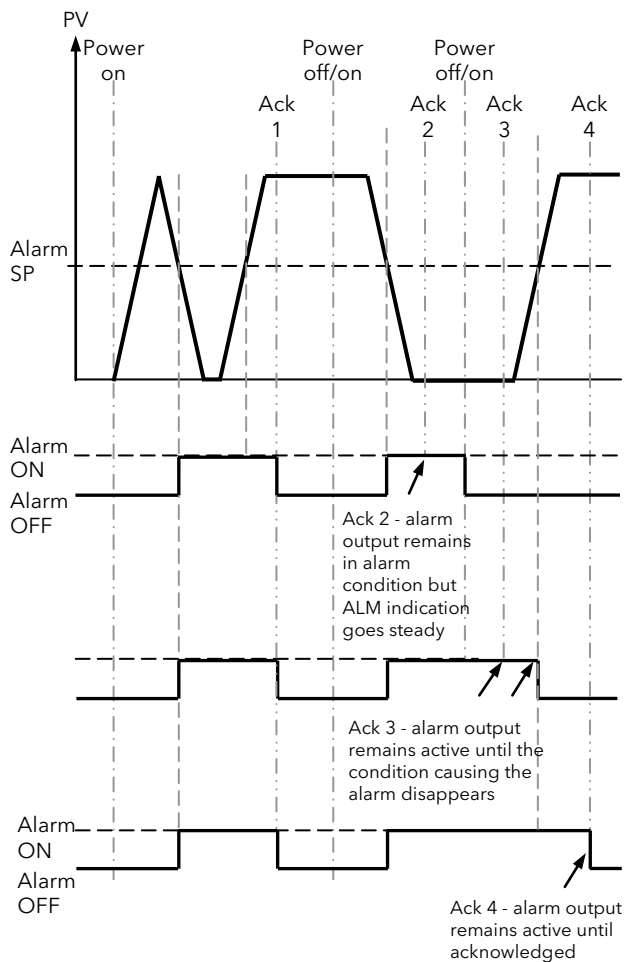 PV
Power
on
Power
off/on
Power
off/on
Ack
1
Ack
2
Ack
3
Ack
4
Alarm
SP
Alarm
ON
Alarm
OFF
Ack 2 - alarm
output remains
in alarm
condition but
ALM indication
goes steady
Ack 3 - alarm output
remains active until the
condition causing the
alarm disappears
Alarm
ON
Alarm
OFF
Ack 4 - alarm output
remains active until
acknowledged